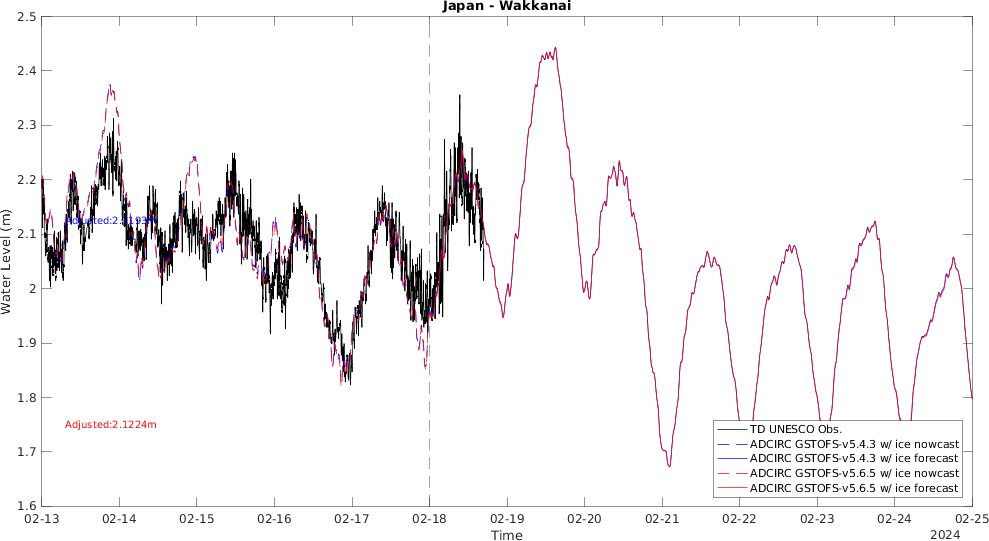 Japan - Wakkanai
Water Level (m)
2.5
2.4
2.3
2.2
2.1
2
1.9
1.8
1.7
1.6
Adjusted:2.1224m
TD UNESCO Obs.
ADCIRC GSTOFS-v5.4.3 w/ ice nowcast
ADCIRC GSTOFS-v5.4.3 w/ ice forecast
ADCIRC GSTOFS-v5.6.5 w/ ice nowcast
ADCIRC GSTOFS-v5.6.5 w/ ice forecast
02-13 02-14 02-15 02-16 02-17 02-18 02-19 02-20 02-21 02-22 02-23 02-24 02-25
Time
2024